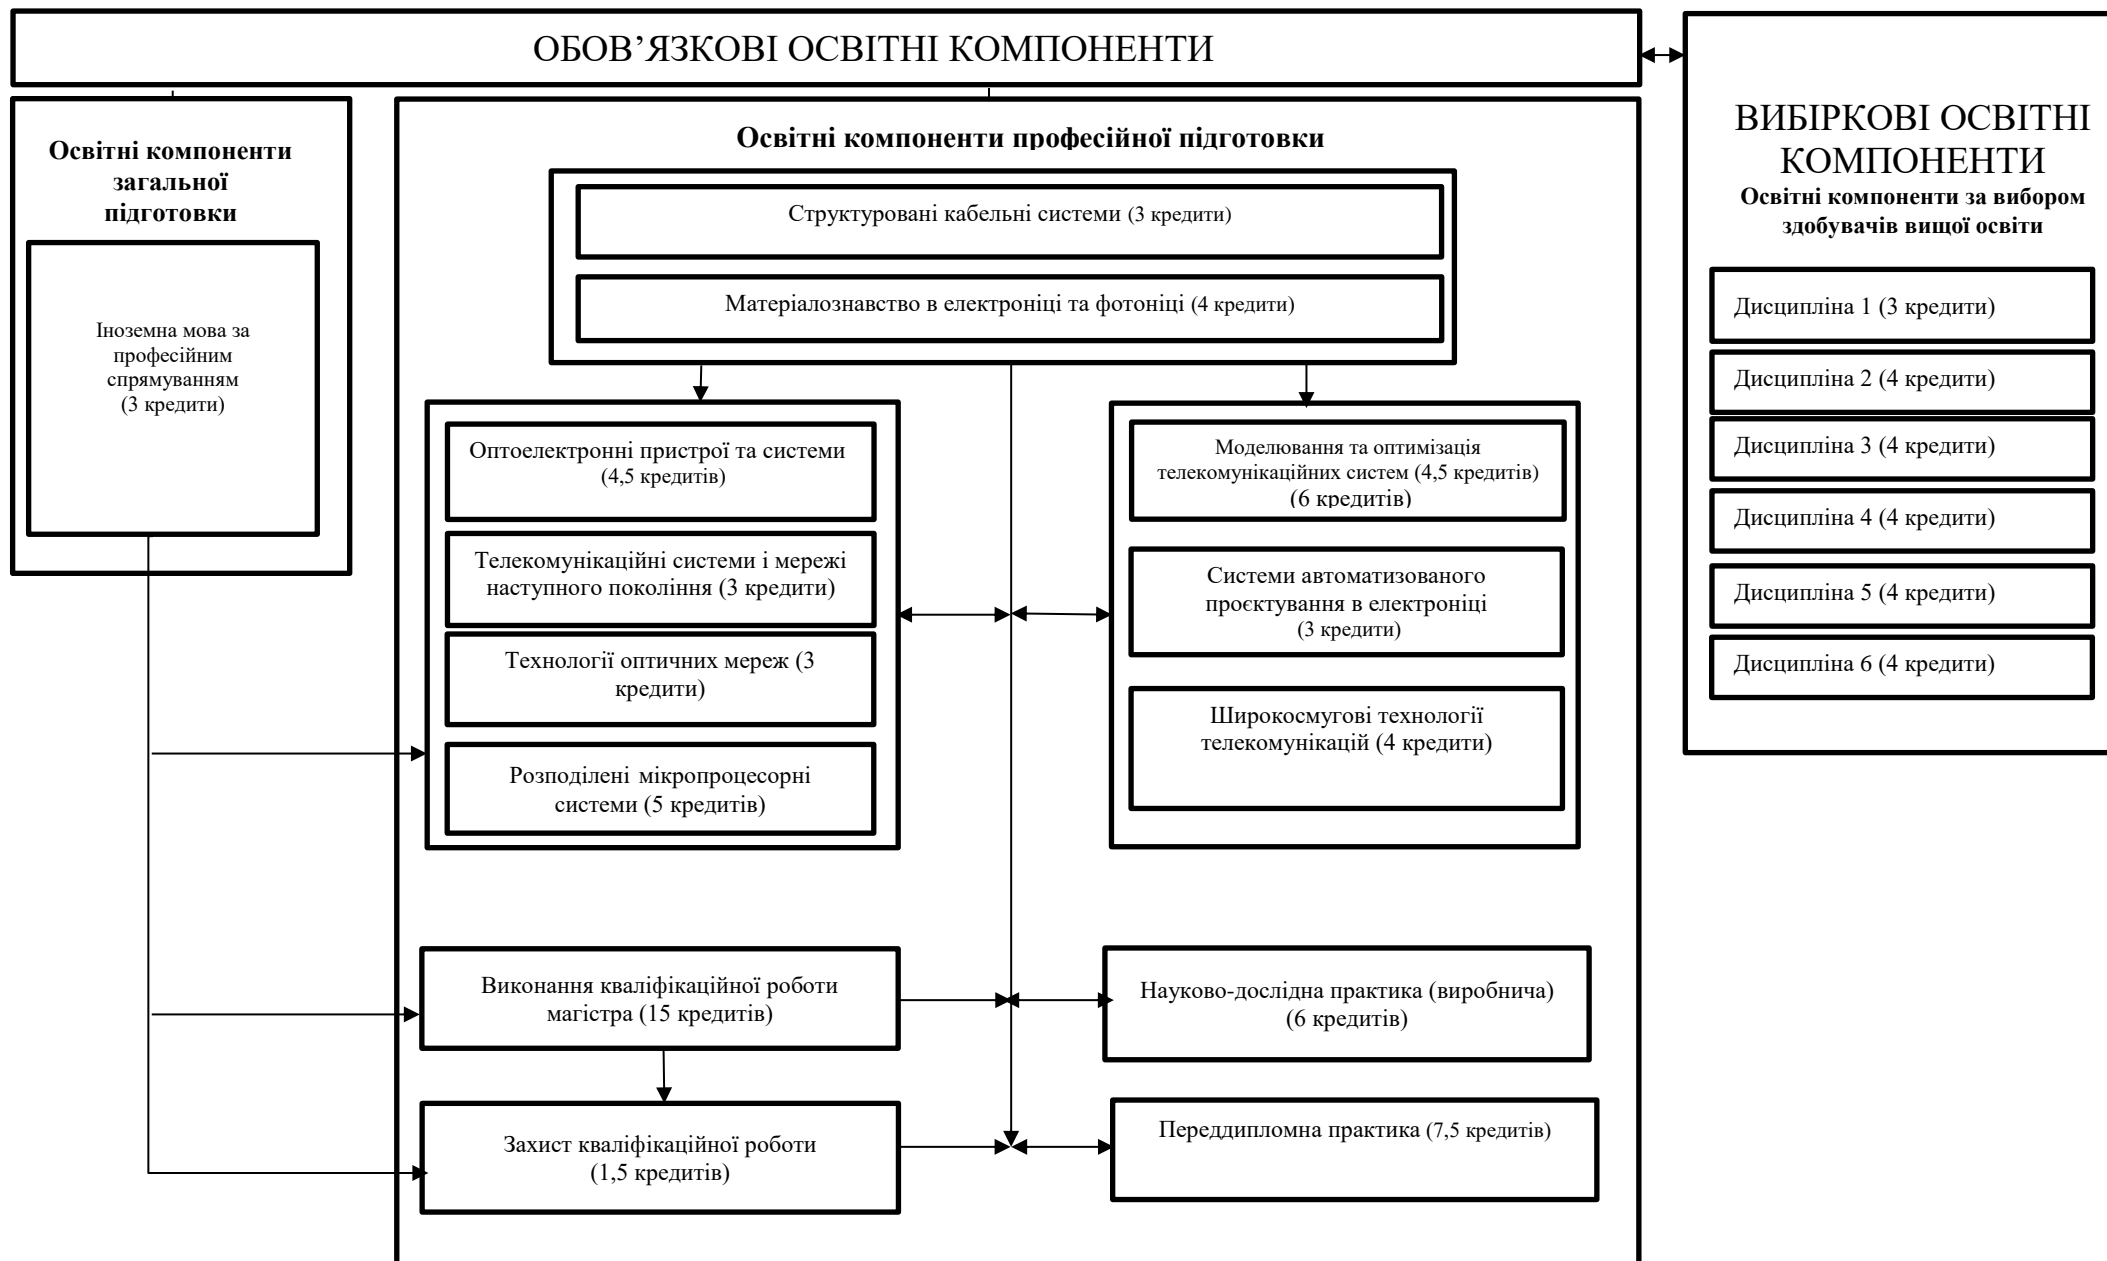 ОБОВ’ЯЗКОВІ ОСВІТНІ КОМПОНЕНТИ
Освітні компоненти
загальної
підготовки
Іноземна мова за
професійним
спрямуванням
(3 кредити)
Освітні компоненти професійної підготовки
Структуровані кабельні системи (3 кредити)
Матеріалознавство в електроніці та фотоніці (4 кредити)
Оптоелектронні пристрої та системи
(4,5 кредитів)
Телекомунікаційні системи і мережі
наступного покоління (3 кредити)
Технології оптичних мереж (3
кредити)
Розподілені мікропроцесорні
системи (5 кредитів)
Моделювання та оптимізація
телекомунікаційних систем (4,5 кредитів)
(6 кредитів)
Системи автоматизованого
проєктування в електроніці
(3 кредити)
Широкосмугові технології
телекомунікацій (4 кредити)
Виконання кваліфікаційної роботи
магістра (15 кредитів)
Науково-дослідна практика (виробнича)
(6 кредитів)
Захист кваліфікаційної роботи
(1,5 кредитів)
Переддипломна практика (7,5 кредитів)
ВИБІРКОВІ ОСВІТНІ
КОМПОНЕНТИ
Освітні компоненти за вибором
здобувачів вищої освіти
Дисципліна 1 (3 кредити)
Дисципліна 2 (4 кредити)
Дисципліна 3 (4 кредити)
Дисципліна 4 (4 кредити)
Дисципліна 5 (4 кредити)
Дисципліна 6 (4 кредити)